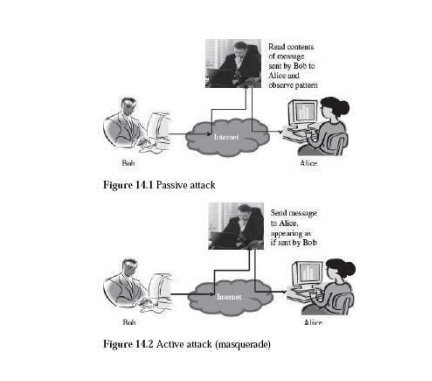 Read contents
of message
sent by Bob to
Alice and
observe pattern
Internet
Bob
Alice
Figure 14.1 Passive attack
Send message
to Alice,
appearing as
if sent by Bob
Internet
Bob
Alice
Figure 14.2 Active attack (masquerade)